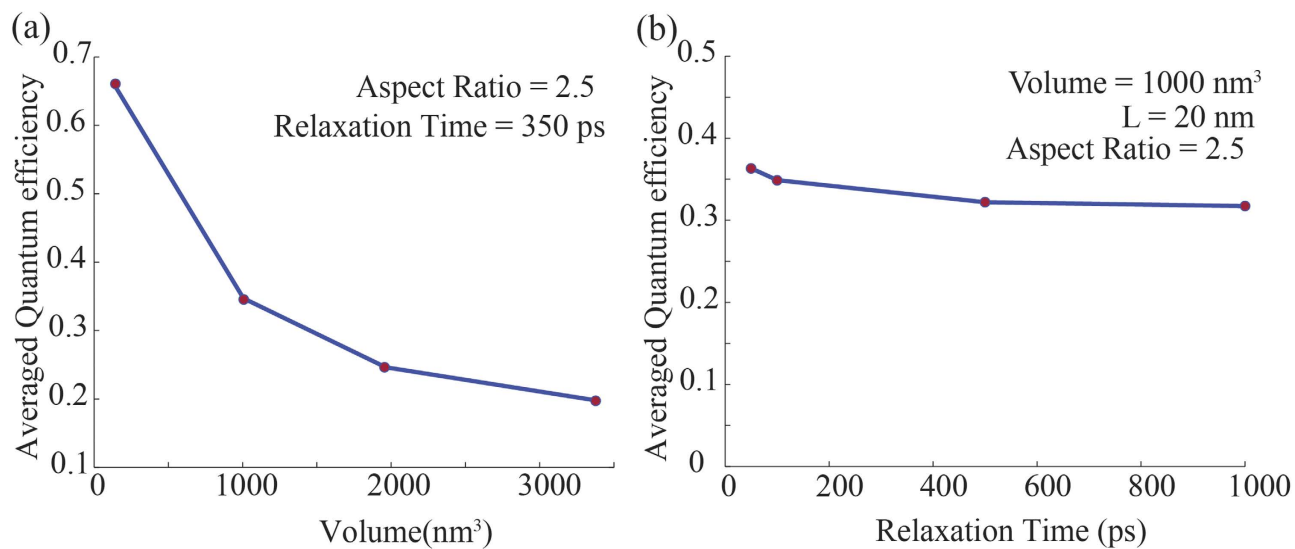 (a)
0.7
0.6
0.5
0.4
0.3
0.2
0.1
Averaged Quantum efficiency
Aspect Ratio = 2.5
Relaxation Time = 350 ps
0 1000 2000 3000
Volume(nm³)
(b)
0.5
0.4
0.3
0.2
0.1
0
Averaged Quantum efficiency
Volume = 1000 nm³
L = 20 nm
Aspect Ratio = 2.5
200 400 600 800 1000
Relaxation Time (ps)